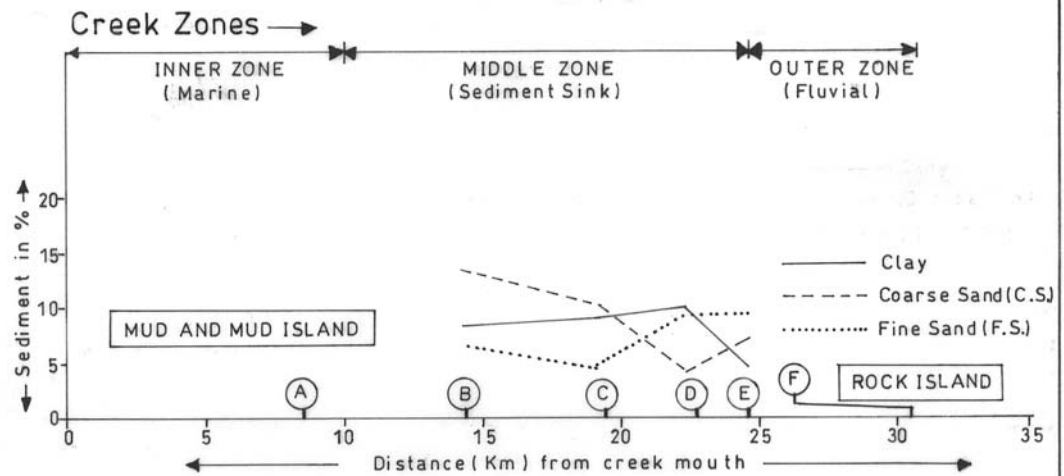 Creek Zones
INNER ZONE
(Marine)
MIDDLE ZONE
(Sediment Sink)
OUTER ZONE
(Fluvial)
Sediment in %
20
15
10
5
0
Clay
Coarse Sand (C.S.)
Fine Sand (F.S.)
MUD AND MUD ISLAND
ROCK ISLAND
A
B
C
D
E
F
0
5
10
15
20
25
30
35
Distance (Km) from creek mouth